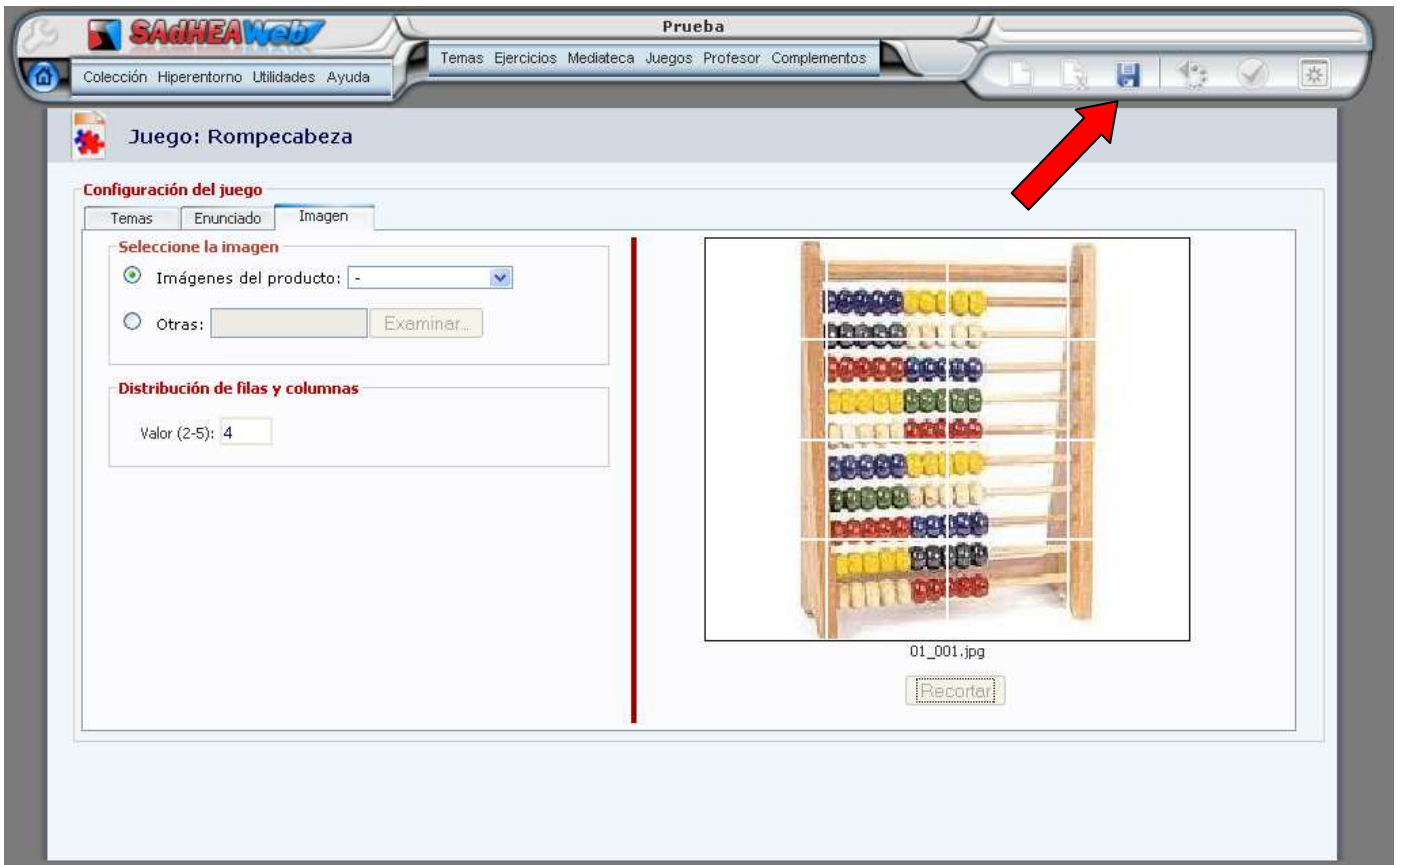 SAdHEAWeb
Prueba
Temas Ejercicios Mediateca Juegos Profesor Complementos
Colección Hiperentorno Utilidades Ayuda
Juego: Rompecabeza
Configuración del juego
Temas Enunciado Imagen
Seleccione la imagen
Imágenes del producto: -
Otras: Examinar...
Distribución de filas y columnas
Valor (2-5): 4
01_001.jpg
Recortar